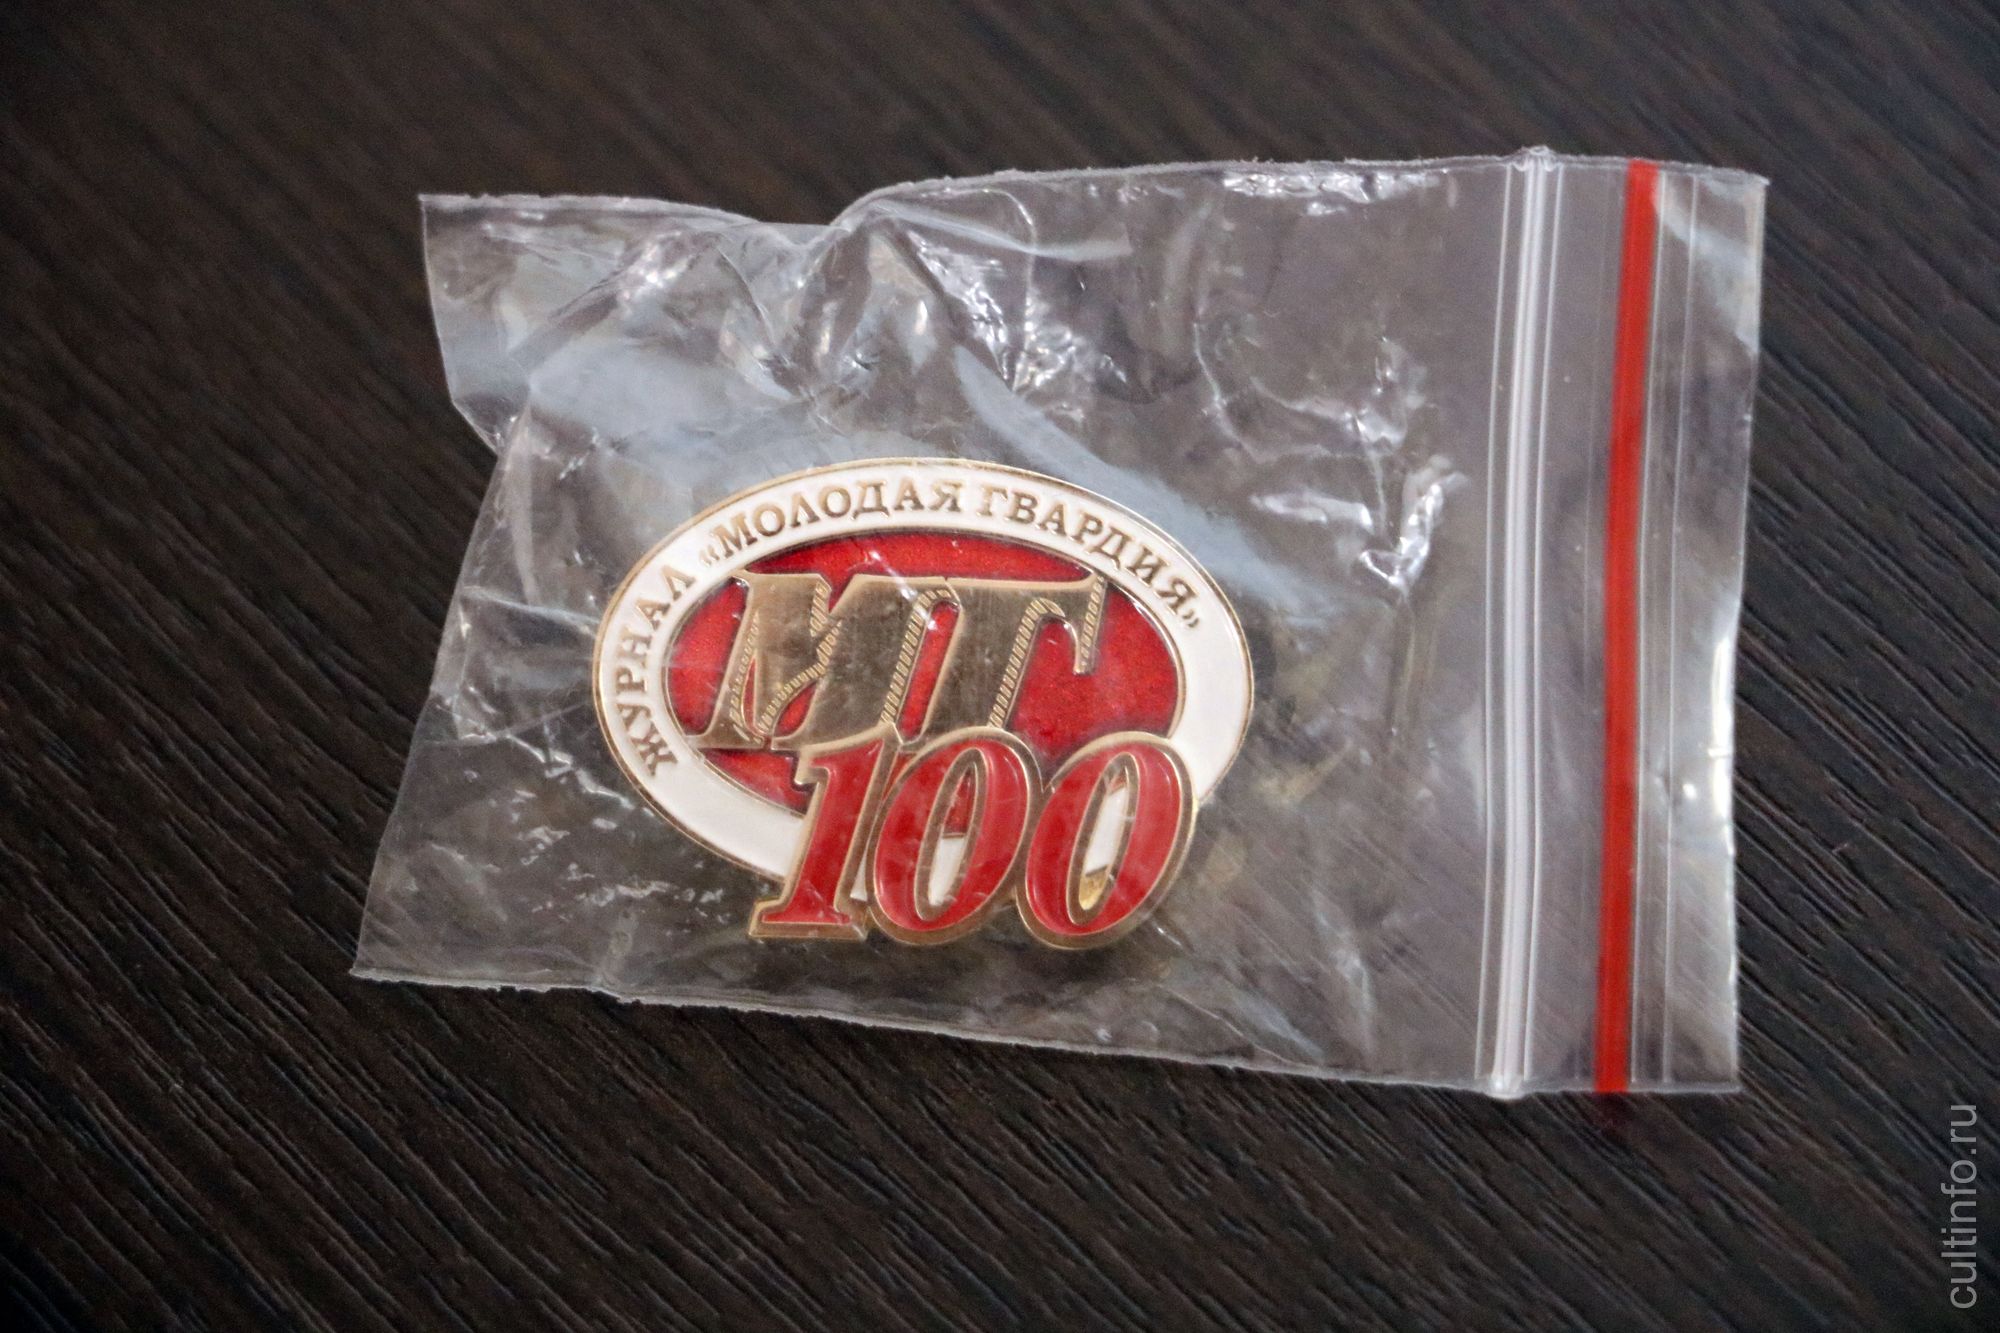 ЖУРНАЛ «МОЛОДАЯ ГВАРДИЯ»
МГ
100
cultinfo.ru